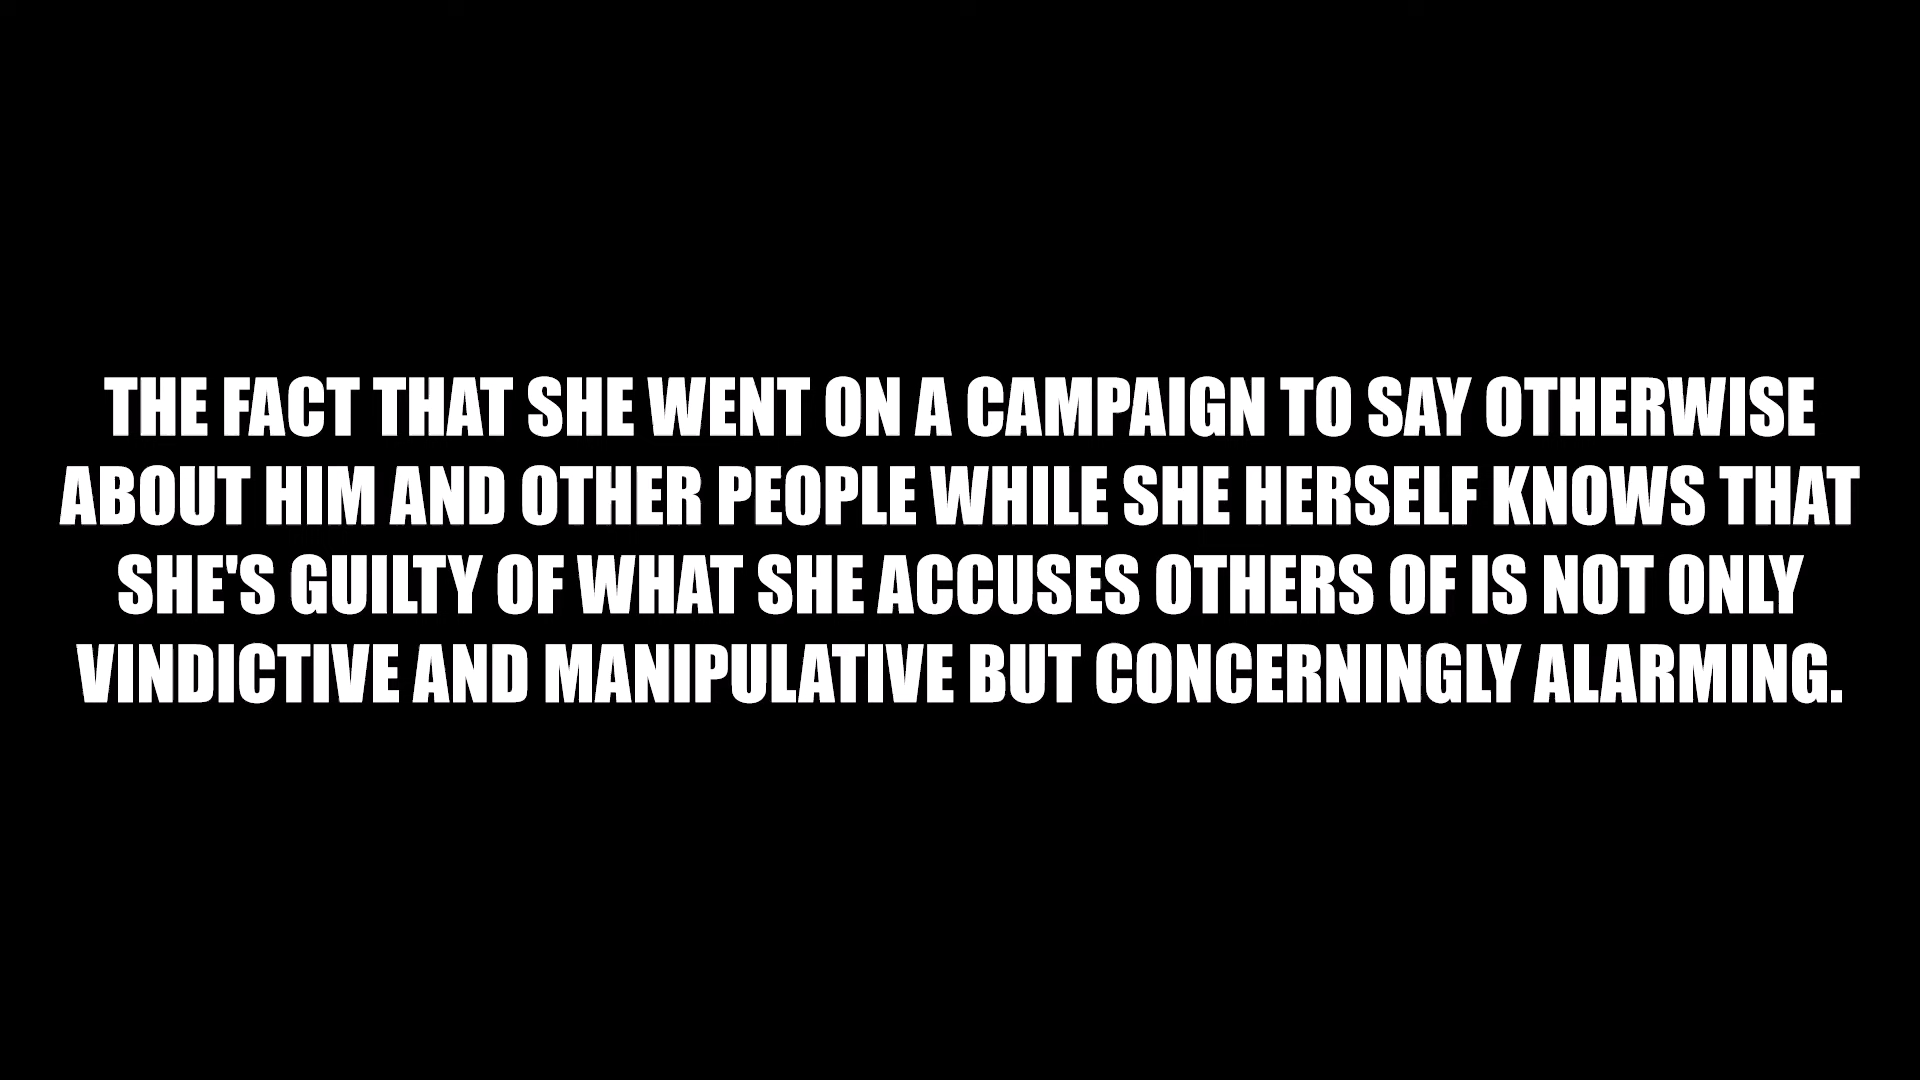 THE FACT THAT SHE WENT ON A CAMPAIGN TO SAY OTHERWISE
ABOUT HIM AND OTHER PEOPLE WHILE SHE HERSELF KNOWS THAT
SHE'S GUILTY OF WHAT SHE ACCUSES OTHERS OF IS NOT ONLY
VINDICTIVE AND MANIPULATIVE BUT CONCERNINGLY ALARMING.